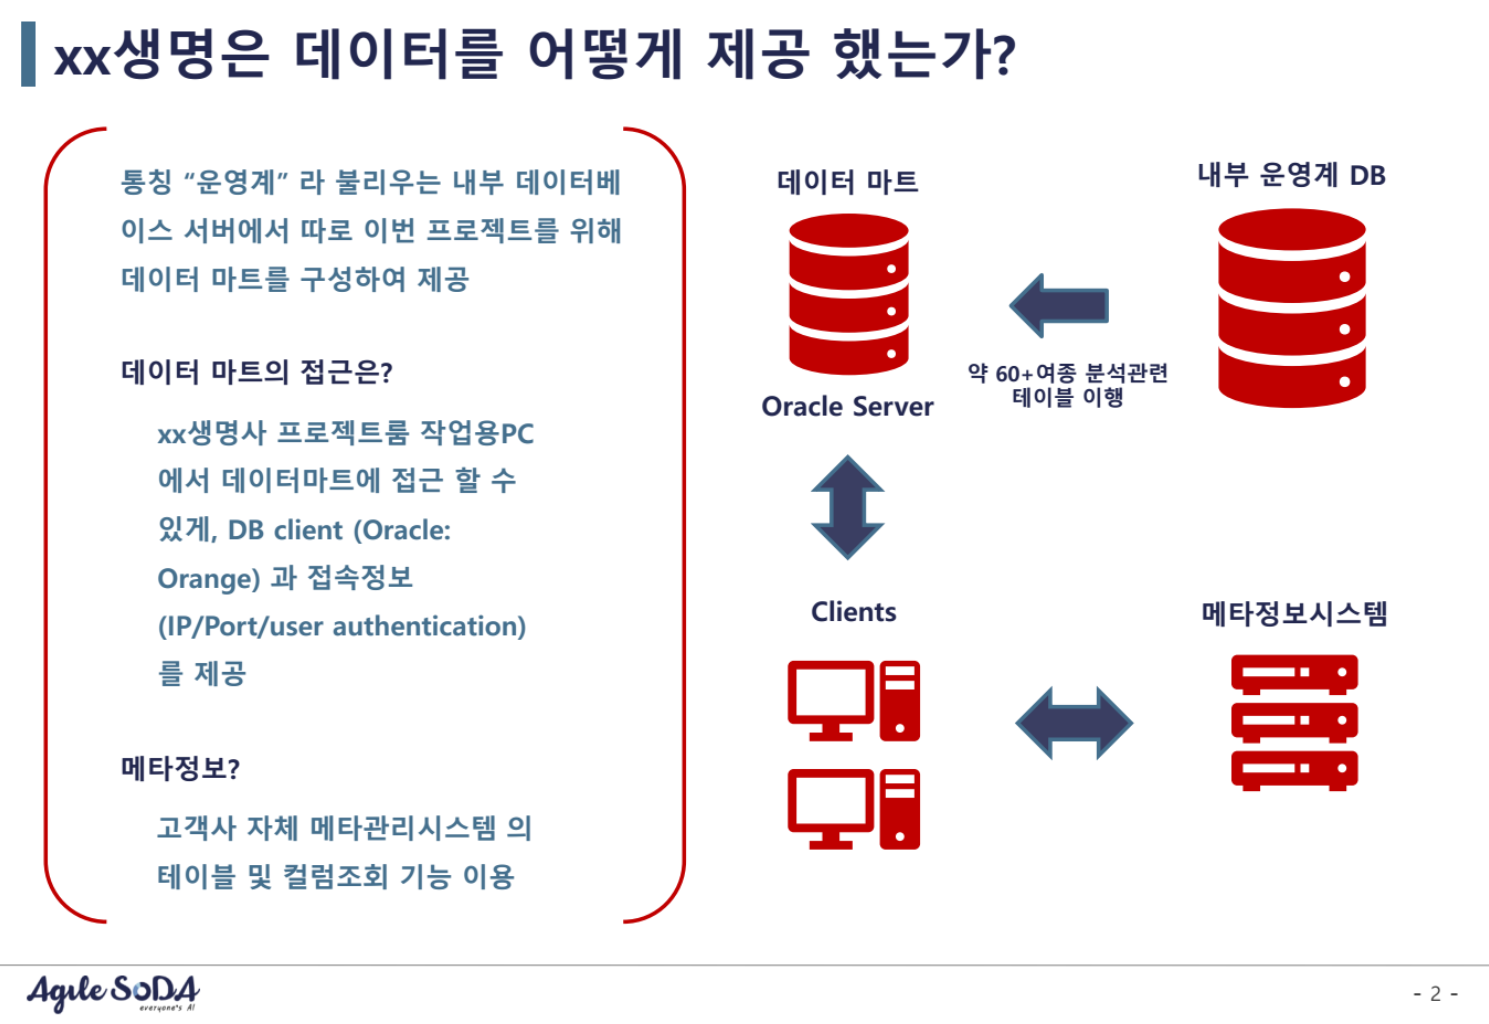 xx생명은 데이터를 어떻게 제공 했는가?
통칭 “운영계” 라 불리우는 내부 데이터베
이스 서버에서 따로 이번 프로젝트를 위해
데이터 마트를 구성하여 제공
데이터 마트의 접근은?
xx생명사 프로젝트룸 작업용PC
에서 데이터마트에 접근 할 수
있게, DB client (Oracle:
Orange) 과 접속정보
(IP/Port/user authentication)
를 제공
메타정보?
고객사 자체 메타관리시스템 의
테이블 및 컬럼조회 기능 이용
데이터 마트
내부 운영계 DB
약 60+여종 분석관련
테이블 이행
Oracle Server
Clients
메타정보시스템
Agile SoDA
everyone's AI
- 2 -